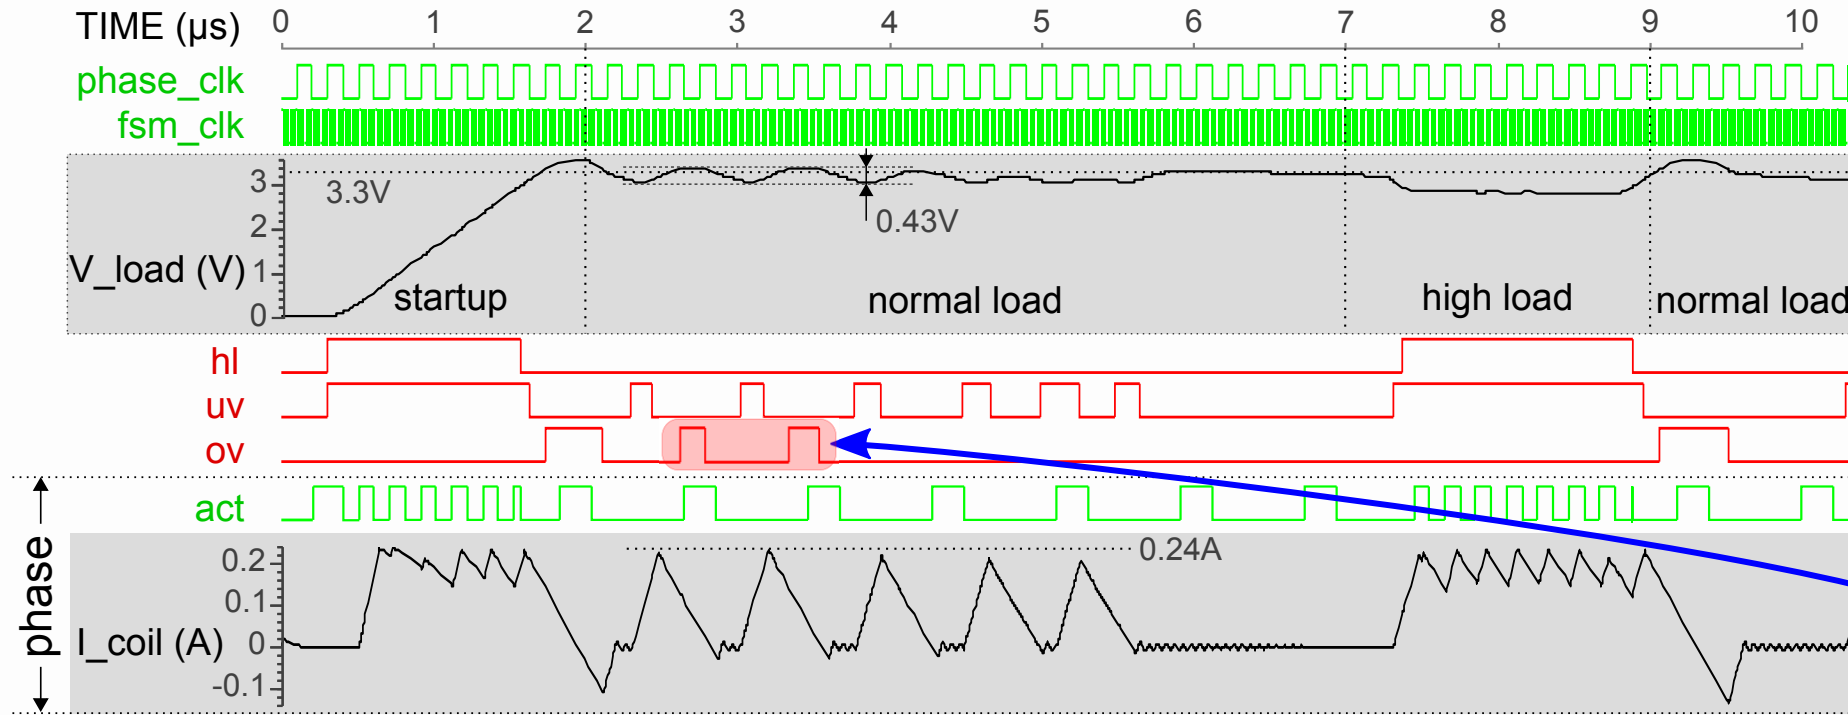 TIME (µs) 0 1 2 3 4 5 6 7 8 9 10
phase_clk
fsm_clk
3
3.3V
2
0.43V
V_load (V) 1
0
startup
normal load
high load
normal load
hl
uv
ov
act
phase
0.2
0.24A
0.1
I_coil (A) 0
-0.1